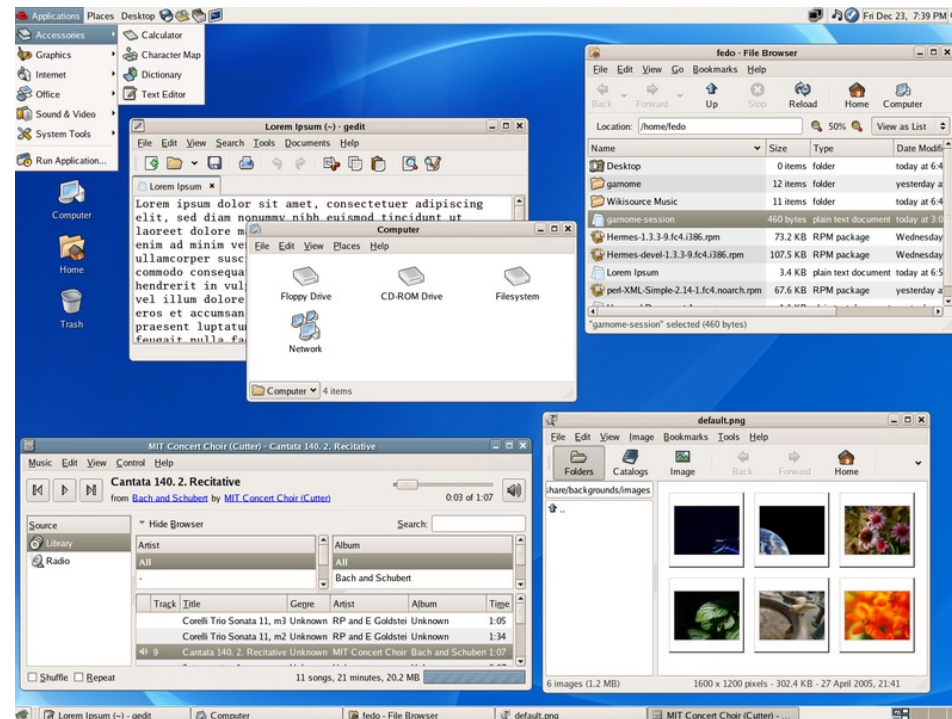 Applications Places Desktop Fri Dec 23, 7:39 PM
Accessories
Graphics
Internet
Office
Sound & Video
System Tools
Run Application...
Calculator
Character Map
Dictionary
Text Editor
Computer
Home
Trash
Lorem Ipsum (~) - gedit
File Edit View Search Tools Documents Help
Lorem Ipsum
Lorem ipsum dolor sit amet, consectetuer adipiscing
elit, sed diam nonummy nibh euismod tincidunt ut
laoreet dolore m
enim ad minim ve
ullamcorper susc
commodo consequa
hendrerit in vul
vel illum dolore
eros et accumsan
praesent luptatu
feugait nulla fa
Computer
File Edit View Places Help
Floppy Drive CD-ROM Drive Filesystem
Network
Computer 4 items
fedo - File Browser
File Edit View Go Bookmarks Help
Back Forward Up Stop Reload Home Computer
Location: /home/fedo 50% View as List
Name Size Type Date Modifi
Desktop 0 items folder today at 6:4
garnome 12 items folder yesterday a
Wikisource Music 11 items folder today at 6:4
garnome-session 460 bytes plain text document today at 3:0
Hermes-1.3.3-9.fc4.i386.rpm 73.2 KB RPM package Wednesday
Hermes-devel-1.3.3-9.fc4.i386.rpm 107.5 KB RPM package Wednesday
Lorem Ipsum 3.4 KB plain text document today at 6:5
perl-XML-Simple-2.14-1.fc4.noarch.rpm 67.6 KB RPM package yesterday a
"garnome-session" selected (460 bytes)
MIT Concert Choir (Cutter) - Cantata 140. 2. Recitative
Music Edit View Control Help
Cantata 140. 2. Recitative
from Bach and Schubert by MIT Concert Choir (Cutter) 0:03 of 1:07
Source
Library
Radio
Hide Browser Search:
Artist Album
All All
- Bach and Schubert
Track Title Genre Artist Album Time
Corelli Trio Sonata 11, m3 Unknown RP and E Goldstei Unknown 1:05
Corelli Trio Sonata 11, m2 Unknown RP and E Goldstei Unknown 1:34
9 Cantata 140. 2. Recitative Unknown MIT Concert Choir Bach and Schubert 1:07
Shuffle Repeat 11 songs, 21 minutes, 20.2 MB
default.png
File Edit View Image Bookmarks Tools Help
Folders Catalogs Image Back Forward Home
share/backgrounds/images
..
6 images (1.2 MB) 1600 x 1200 pixels - 302.4 KB - 27 April 2005, 21:41
Lorem Ipsum (~) - gedit Computer fedo - File Browser default.png MIT Concert Choir (Cutter) - ...